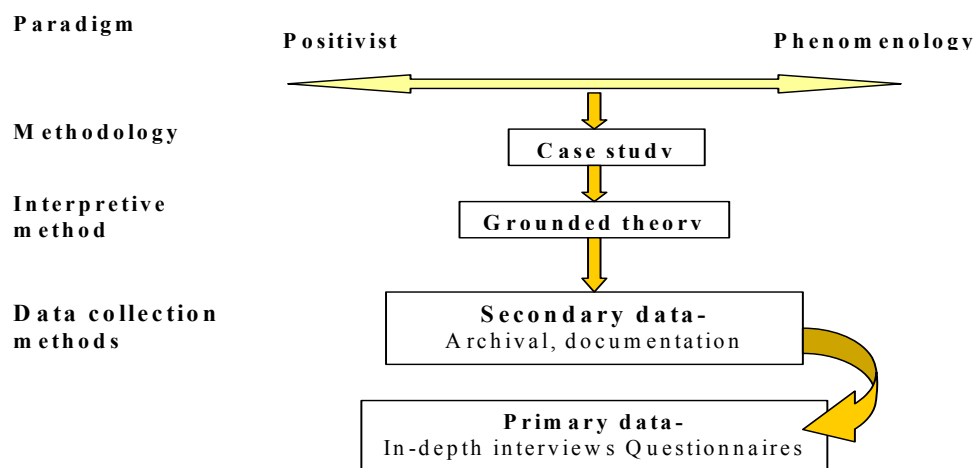 Paradigm
Positivist
Phenomenology
Methodology
Case study
Interpretive
method
Grounded theory
Data collection
methods
Secondary data-
Archival, documentation
Primary data-
In-depth interviews Questionnaires